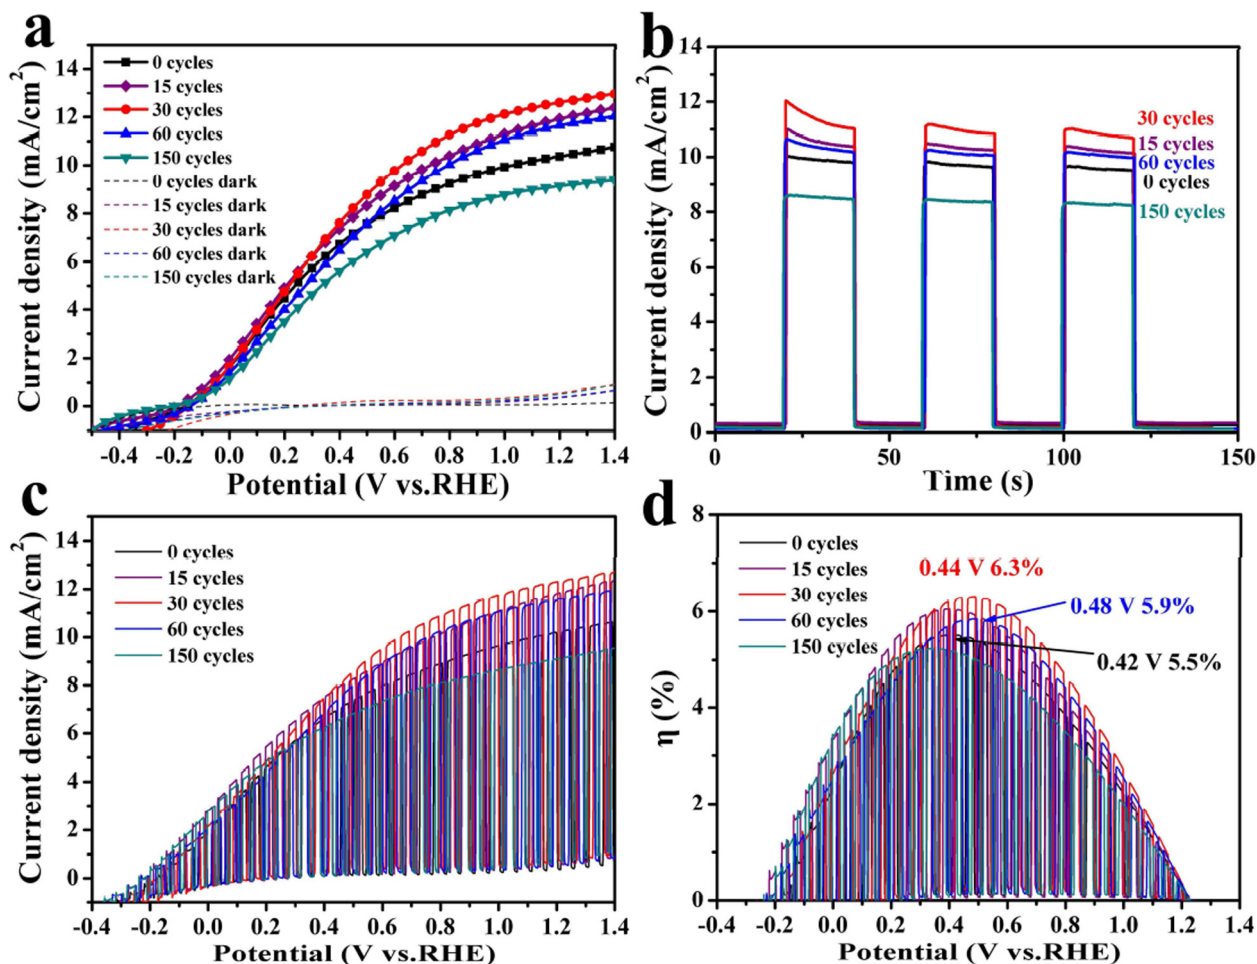 a
Current density (mA/cm²)
14
12
10
8
6
4
2
0
0 cycles
15 cycles
30 cycles
60 cycles
150 cycles
0 cycles dark
15 cycles dark
30 cycles dark
60 cycles dark
150 cycles dark
-0.4 -0.2 0.0 0.2 0.4 0.6 0.8 1.0 1.2 1.4
Potential (V vs.RHE)
b
Current density (mA/cm²)
14
12
10
8
6
4
2
0
30 cycles
15 cycles
60 cycles
0 cycles
150 cycles
0 50 100 150
Time (s)
c
Current density (mA/cm²)
14
12
10
8
6
4
2
0
0 cycles
15 cycles
30 cycles
60 cycles
150 cycles
-0.4 -0.2 0.0 0.2 0.4 0.6 0.8 1.0 1.2 1.4
Potential (V vs.RHE)
d
η (%)
8
6
4
2
0
0 cycles
15 cycles
30 cycles
60 cycles
150 cycles
0.44 V 6.3%
0.48 V 5.9%
0.42 V 5.5%
-0.4 -0.2 0.0 0.2 0.4 0.6 0.8 1.0 1.2 1.4
Potential (V vs.RHE)